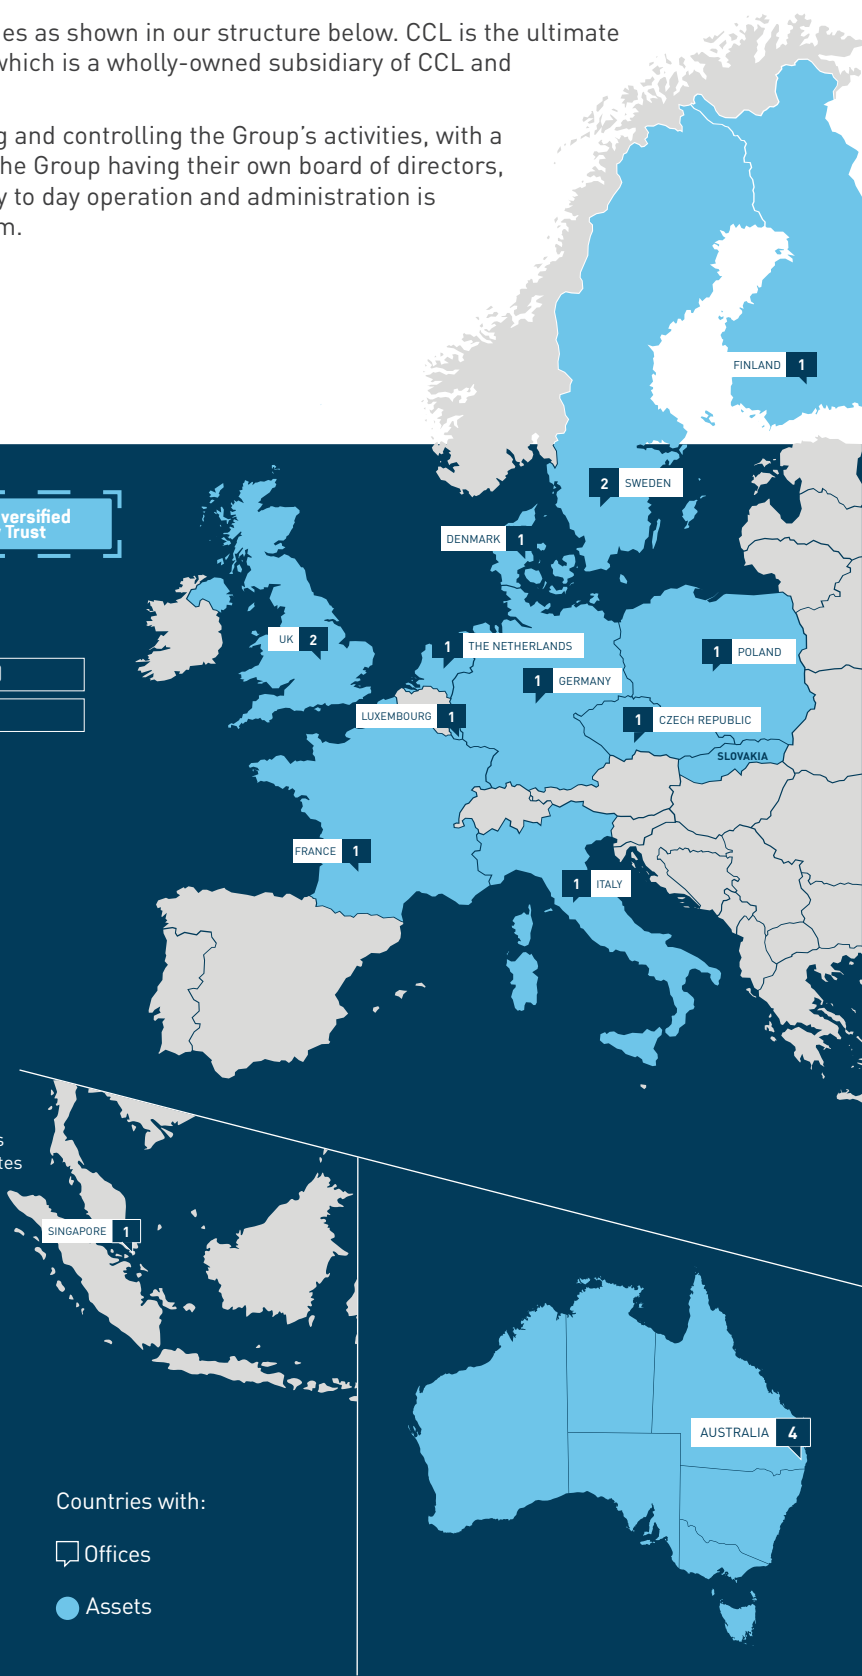 es as shown in our structure below. CCL is the ultimate
which is a wholly-owned subsidiary of CCL and
g and controlling the Group's activities, with a
he Group having their own board of directors,
y to day operation and administration is
m.
FINLAND 1
2 SWEDEN
versified
Trust
DENMARK 1
UK 2
1 THE NETHERLANDS
1 POLAND
1 GERMANY
LUXEMBOURG 1
1 CZECH REPUBLIC
SLOVAKIA
FRANCE 1
1 ITALY
s
tes
SINGAPORE 1
AUSTRALIA 4
Countries with:
Offices
Assets